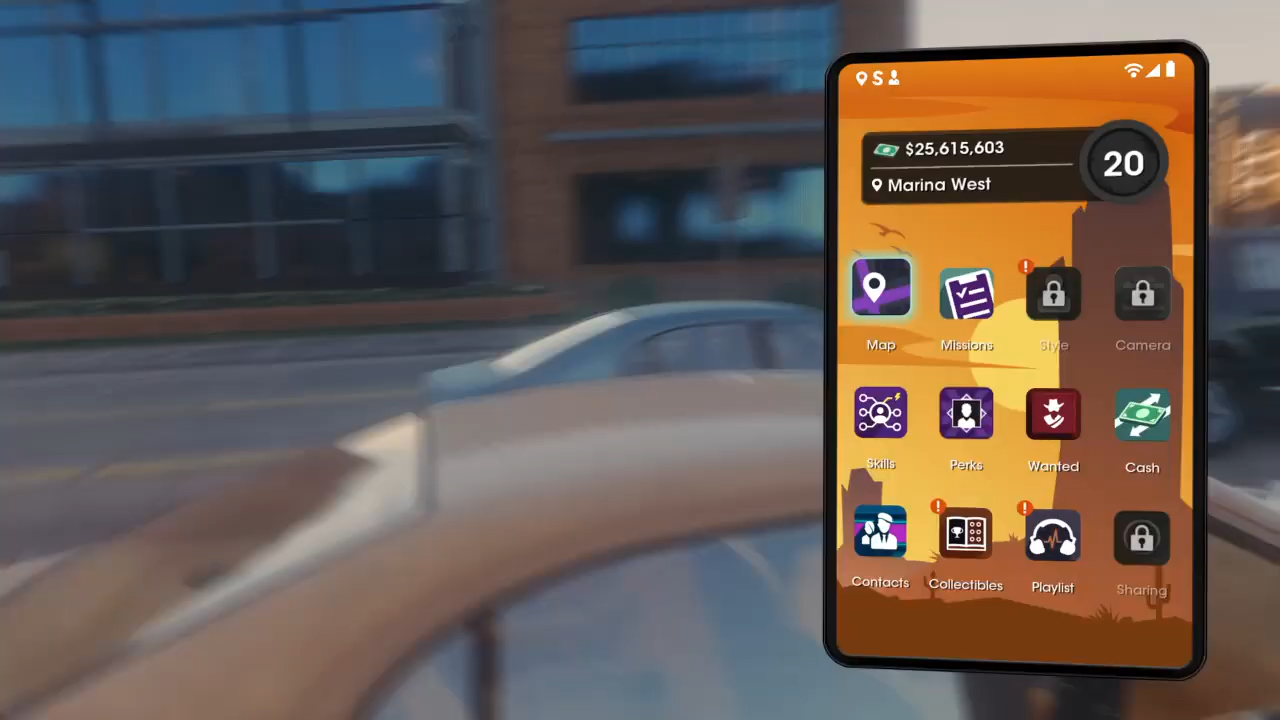 S
$25,615,603
20
Marina West
!
Map
Missions
Style
Camera
Skills
Perks
Wanted
Cash
!
!
Contacts
Collectibles
Playlist
Sharing